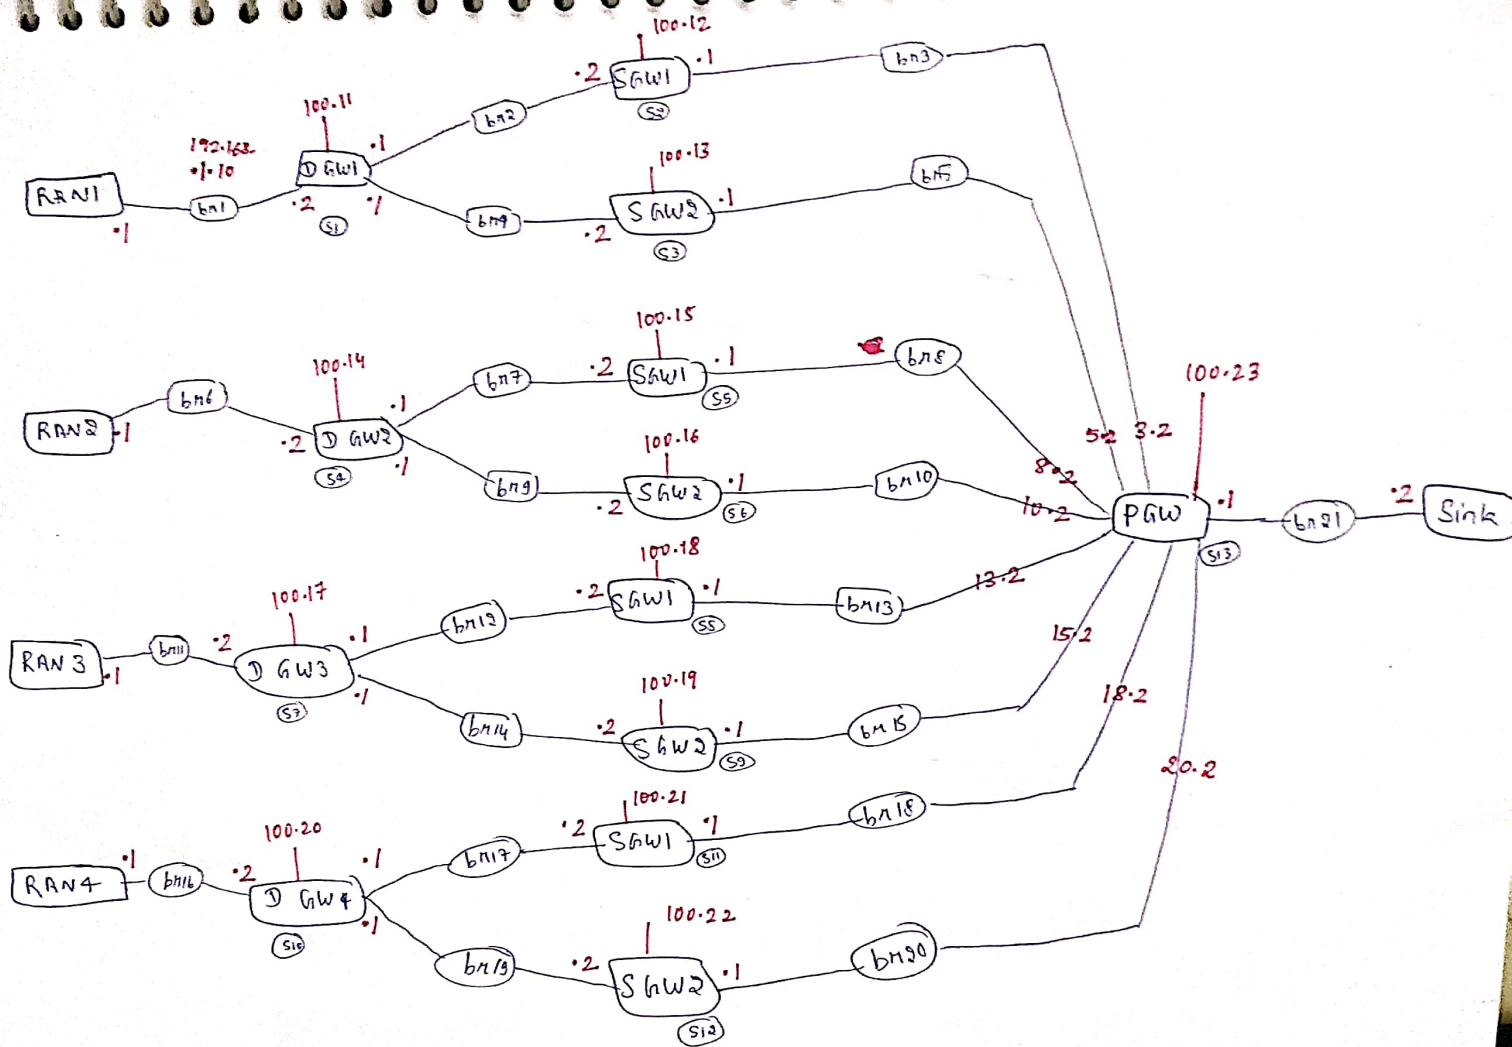 100.12
.2 SGW1 .1 br3
S2
100.11
br2
192.168
.1.10
D GW1 .1
RAN1 .1 br1 .2 .1
S1
100.13
br5
br4 .2 SGW2 .1
S3
100.15
.2 SGW1 .1 br8
S5
100.14
br7
br6
RAN2 .1 .2 D GW2 .1
.1
S4
100.16
br9 .2 SGW2 .1 br10
S6
5.2 3.2
8.2
10.2
100.23
PGW .1 br21 .2 Sink
S13
100.18
.2 SGW1 .1 br13 13.2
100.17
br12
RAN 3 .1 br11 .2 D GW3 .1
.1
S7
15.2
100.19
br14 .2 SGW2 .1 br15
S9
18.2
20.2
100.21
.2 SGW1 .1 br18
S11
100.20
br17
RAN4 .1 br16 .2 D GW4 .1
.1
S10
100.22
br19 .2 SGW2 .1 br20
S12